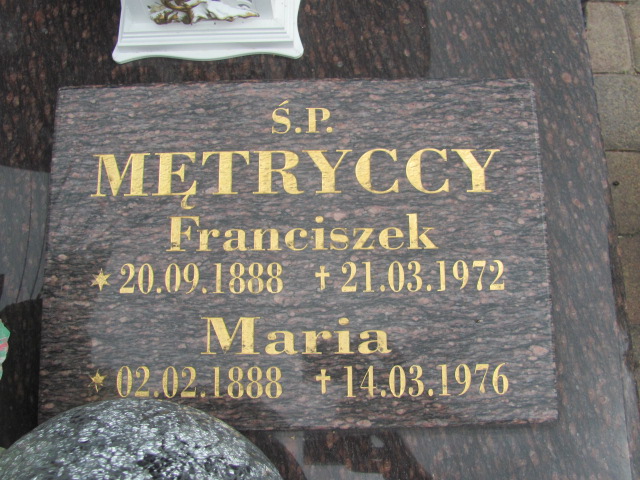 Ś.P.
MĘTRYCCY
Franciszek
* 20.09.1888 † 21.03.1972
Maria
* 02.02.1888 † 14.03.1976